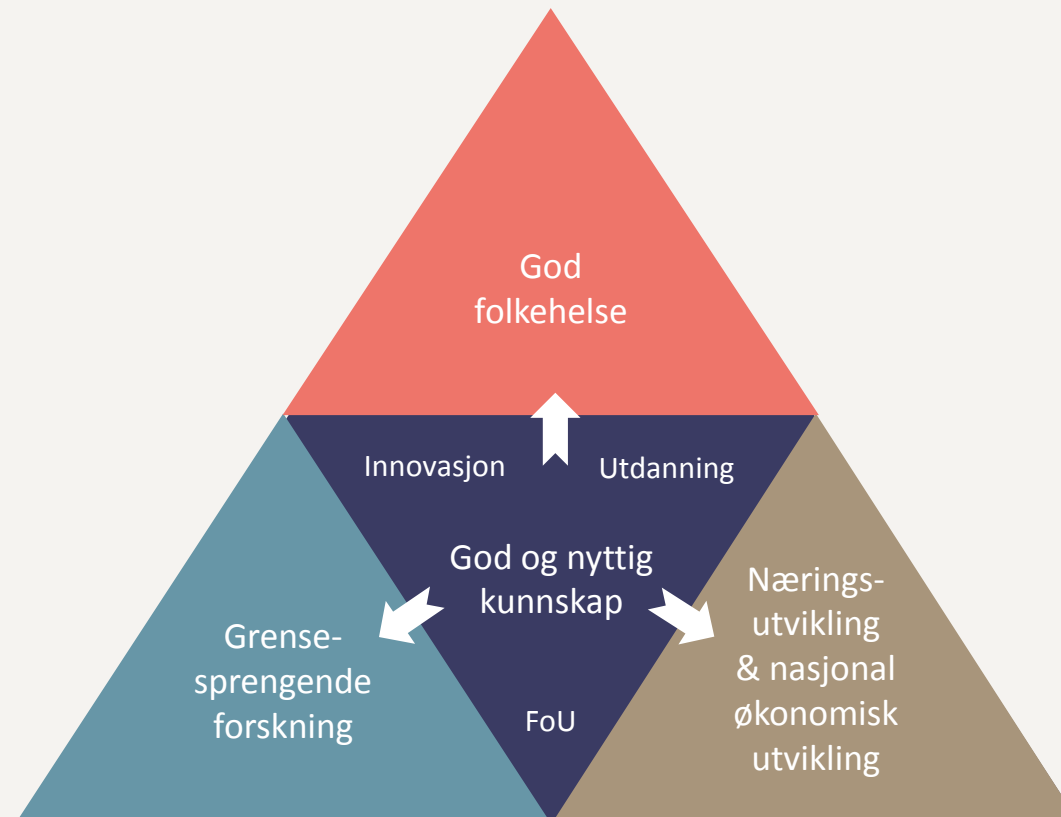 God
folkehelse
Innovasjon
Utdanning
God og nyttig
kunnskap
FoU
Grense-
sprengende
forskning
Nærings-
utvikling
& nasjonal
økonomisk
utvikling